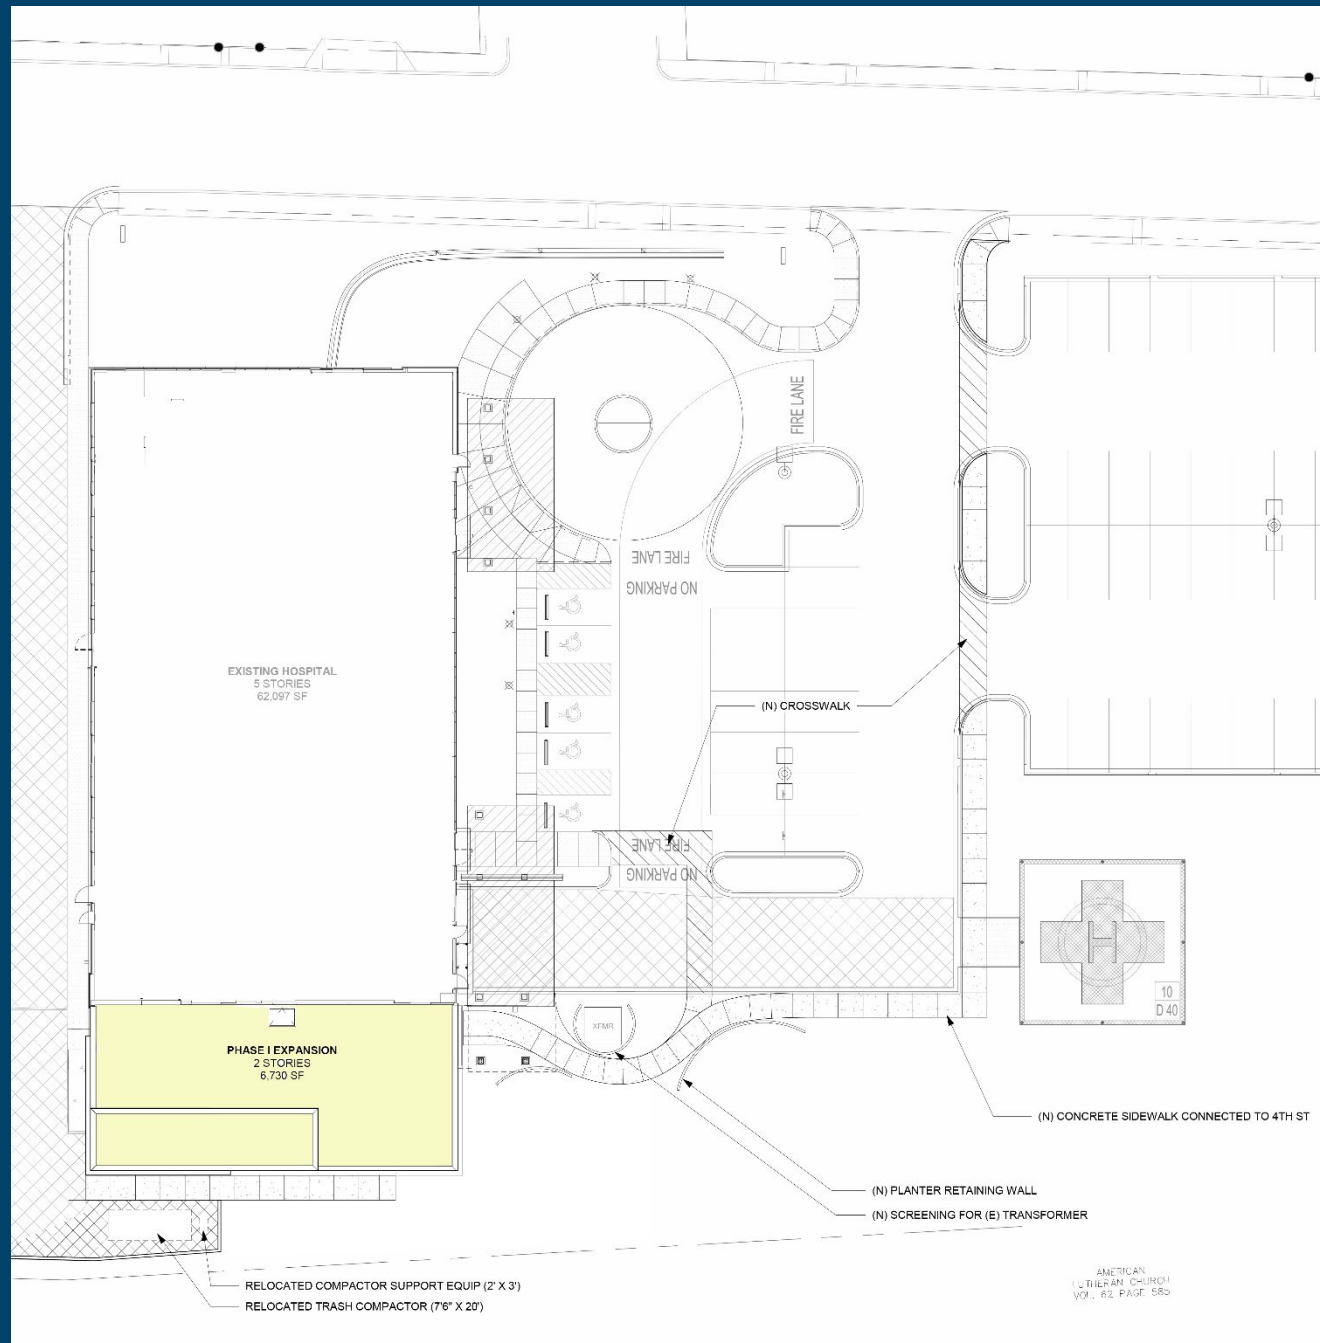 FIRE LANE
FIRE LANE
NO PARKING
EXISTING HOSPITAL
5 STORIES
62,097 SF
(N) CROSSWALK
FIRE LANE
NO PARKING
H
10
D 40
XFMR
PHASE I EXPANSION
2 STORIES
6,730 SF
(N) CONCRETE SIDEWALK CONNECTED TO 4TH ST
(N) PLANTER RETAINING WALL
(N) SCREENING FOR (E) TRANSFORMER
RELOCATED COMPACTOR SUPPORT EQUIP (2' X 3')
RELOCATED TRASH COMPACTOR (7'6" X 20')
AMERICAN
LUTHERAN CHURCH
VOL. 62 PAGE 585